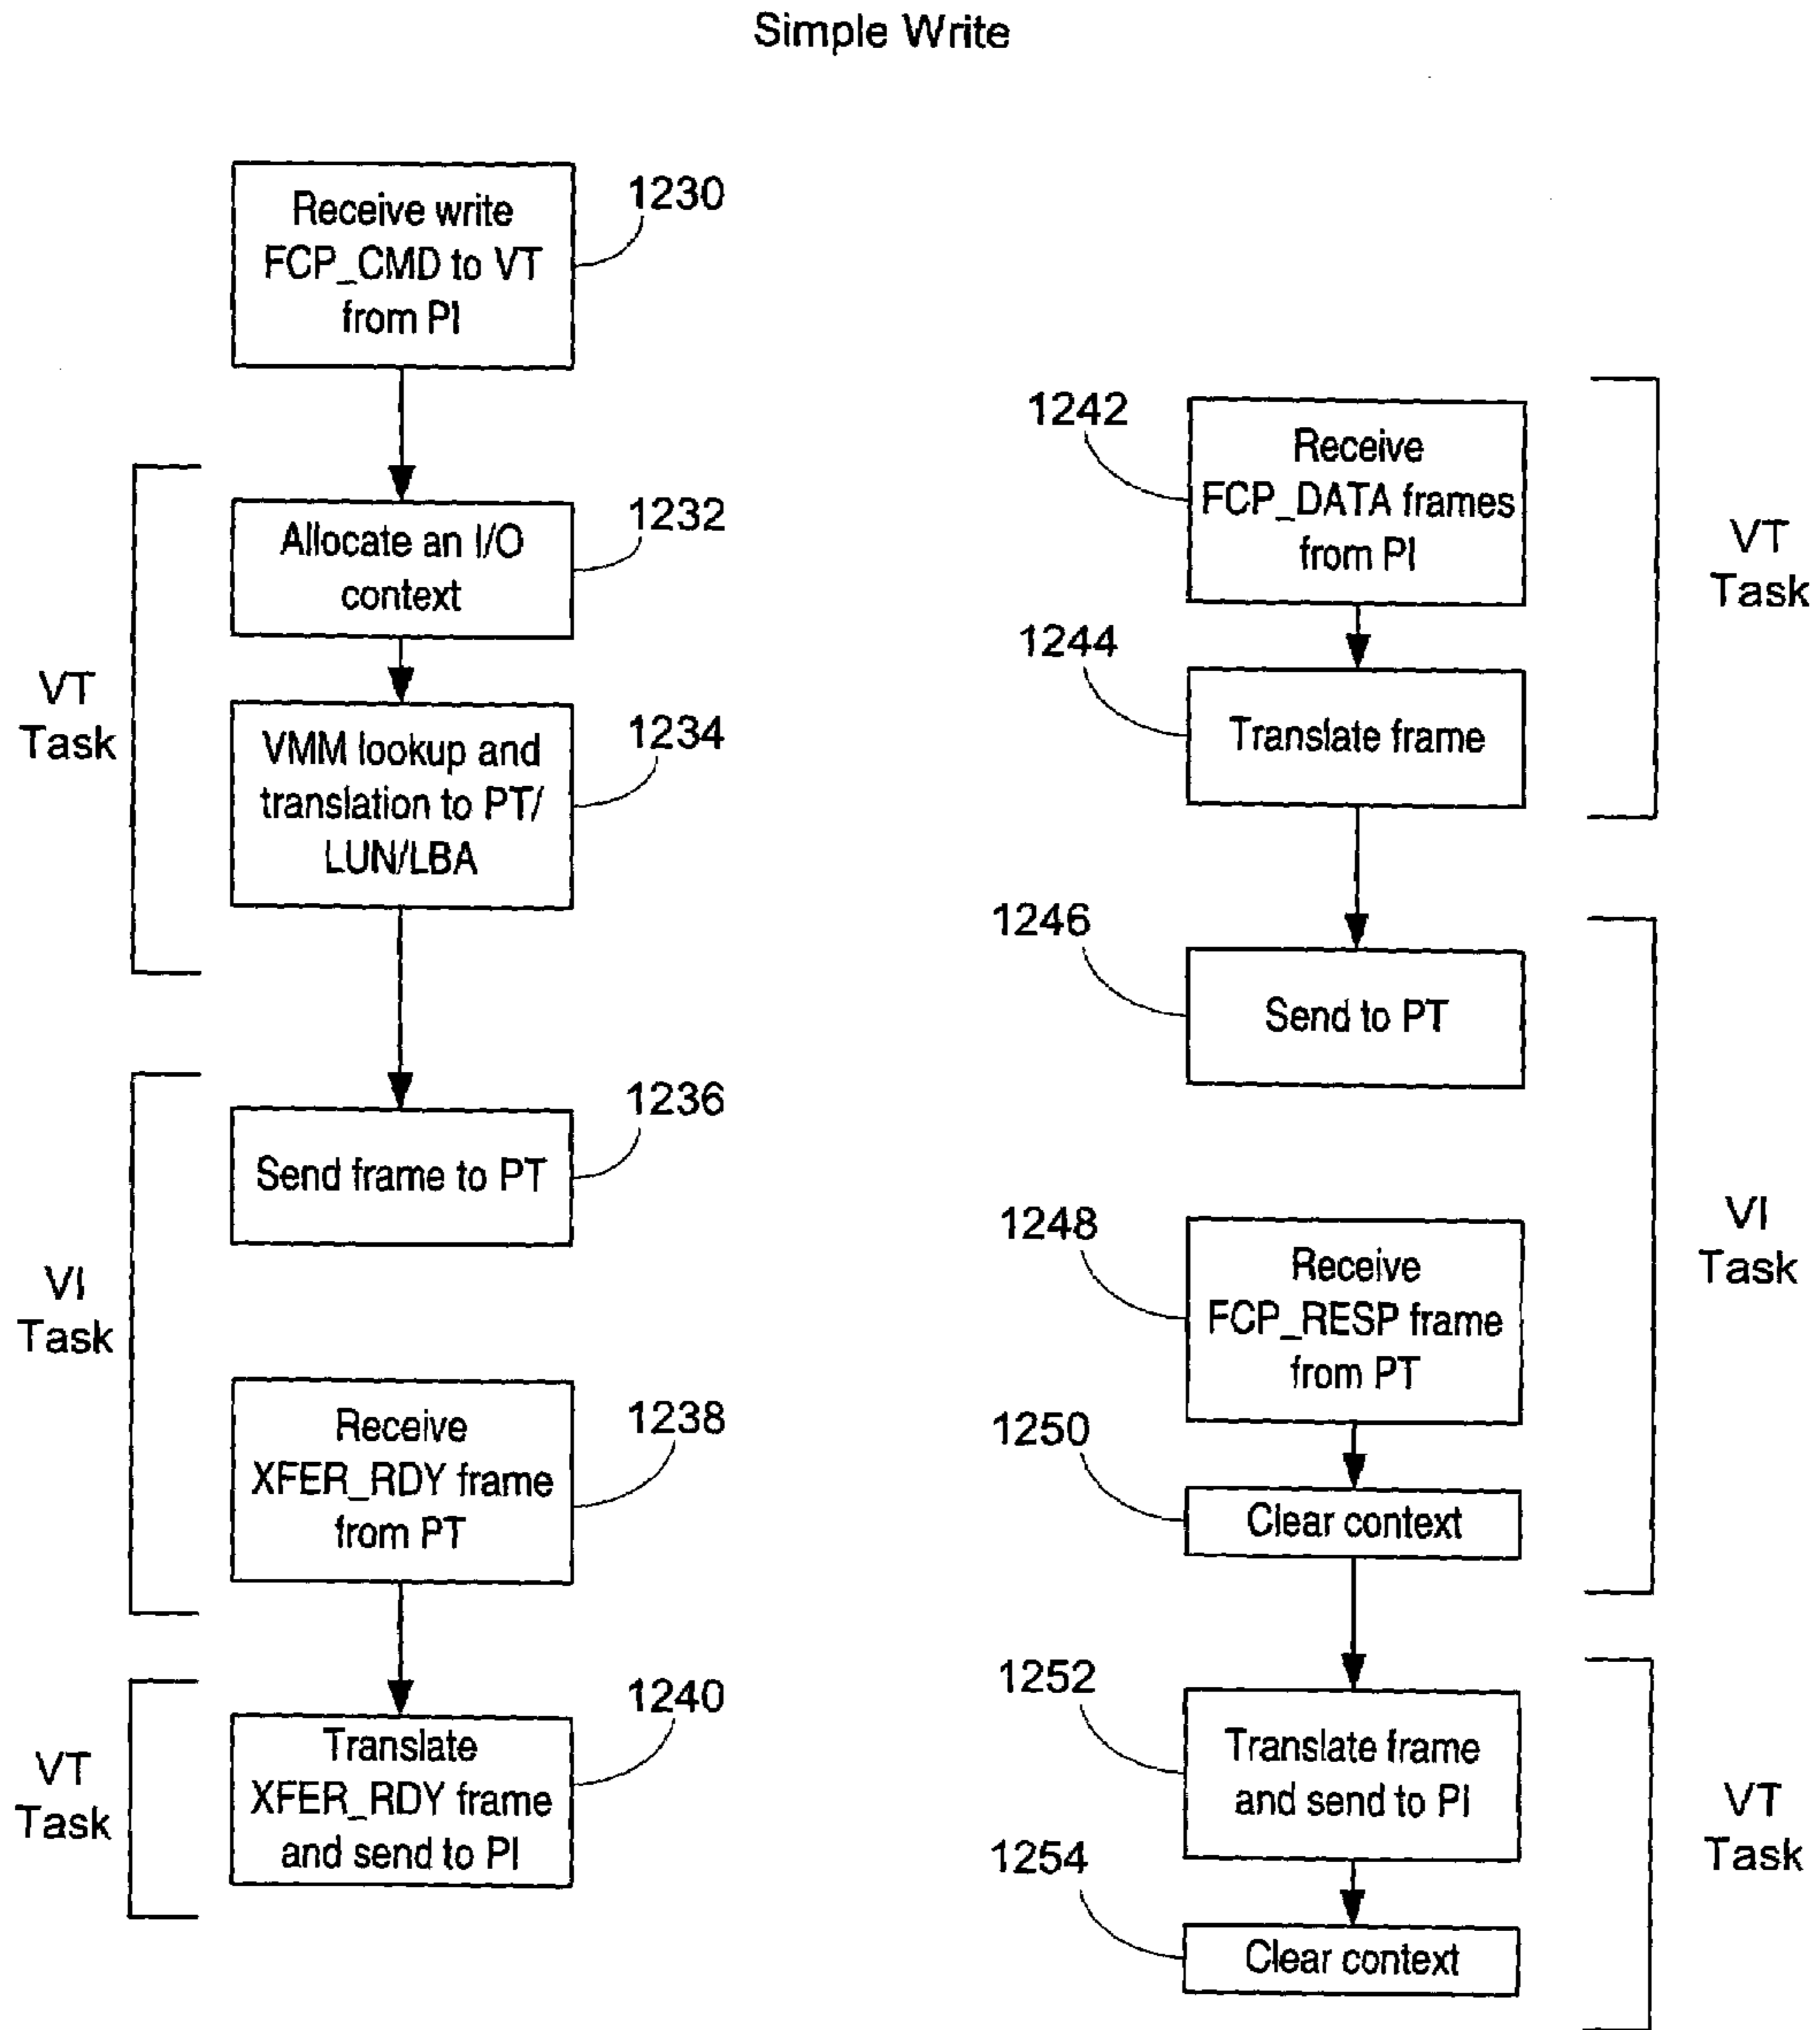 Simple Write
Receive write
FCP_CMD to VT
from PI
1230
VT
Task
Allocate an I/O
context
1232
VMM lookup and
translation to PT/
LUN/LBA
1234
VI
Task
Send frame to PT
1236
Receive
XFER_RDY frame
from PT
1238
VT
Task
Translate
XFER_RDY frame
and send to PI
1240
1242
Receive
FCP_DATA frames
from PI
VT
Task
1244
Translate frame
1246
Send to PT
VI
Task
1248
Receive
FCP_RESP frame
from PT
1250
Clear context
1252
Translate frame
and send to PI
VT
Task
1254
Clear context